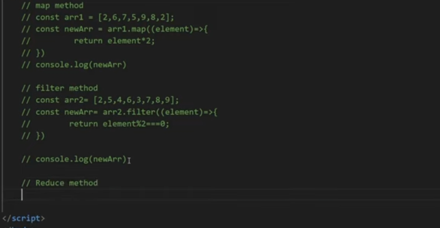 // map method
// const arr1 = [2,6,7,5,9,8,2];
// const newArr = arr1.map((element)=>{
//         return element*2;
// })
// console.log(newArr)
// filter method
// const arr2= [2,5,4,6,3,7,8,9];
// const newArr= arr2.filter((element)=>{
//        return element%2===0;
// })
// console.log(newArr);
// Reduce method
</script>